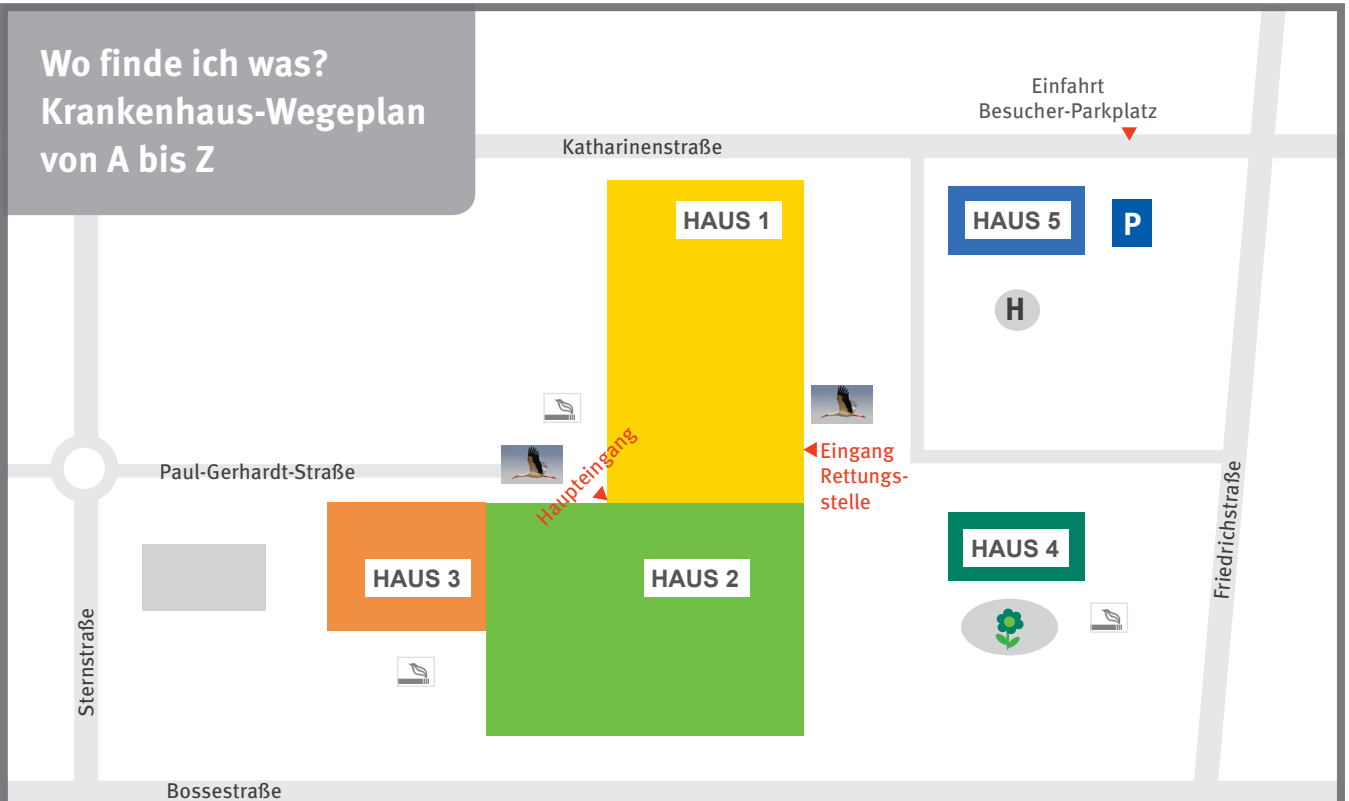 Wo finde ich was?
Krankenhaus-Wegeplan
von A bis Z
Einfahrt
Besucher-Parkplatz
Katharinenstraße
HAUS 1
HAUS 5
P
H
Haupteingang
Eingang
Rettungs-
stelle
Paul-Gerhardt-Straße
HAUS 3
HAUS 2
HAUS 4
Friedrichstraße
Sternstraße
Bossestraße